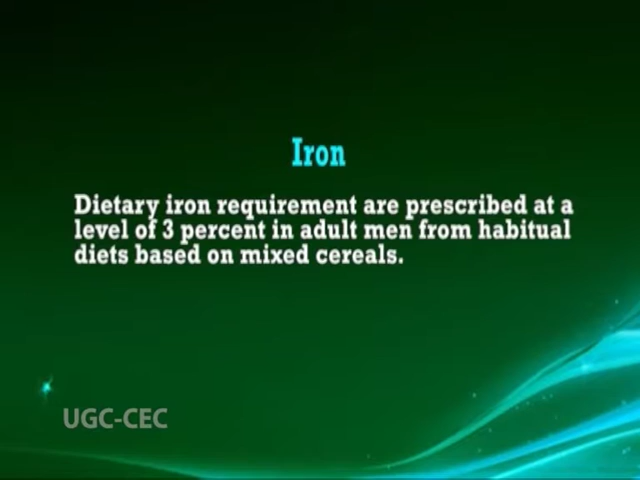 Iron
Dietary iron requirement are prescribed at a
level of 3 percent in adult men from habitual
diets based on mixed cereals.
UGC-CEC